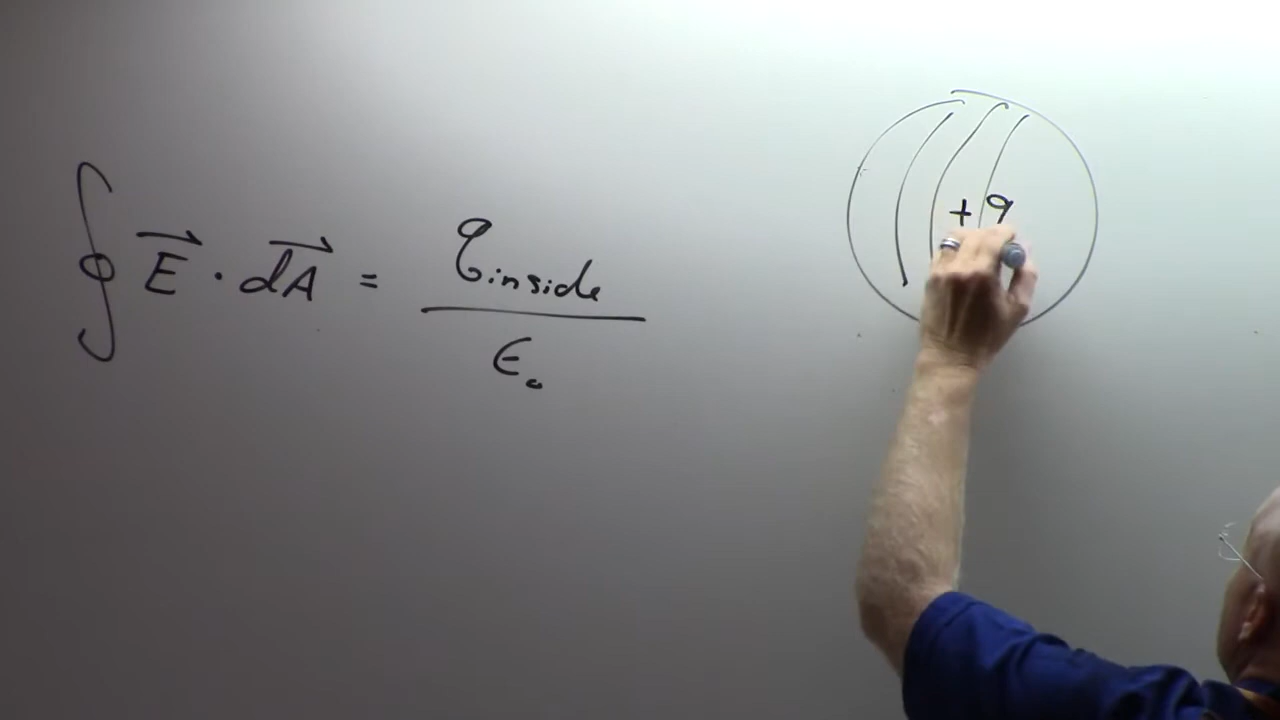 ∮ E⃗ · dA⃗ = q inside / ε₀
+q